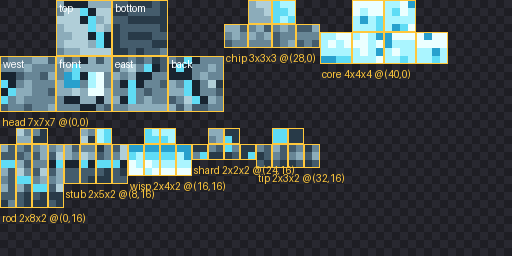 top bottom
west front east back
chip 3x3x3 @(28,0)
core 4x4x4 @(40,0)
head 7x7x7 @(0,0)
shard 2x2x2 @(24,16)
tip 2x3x2 @(32,16)
wisp 2x4x2 @(16,16)
stub 2x5x2 @(8,16)
rod 2x8x2 @(0,16)